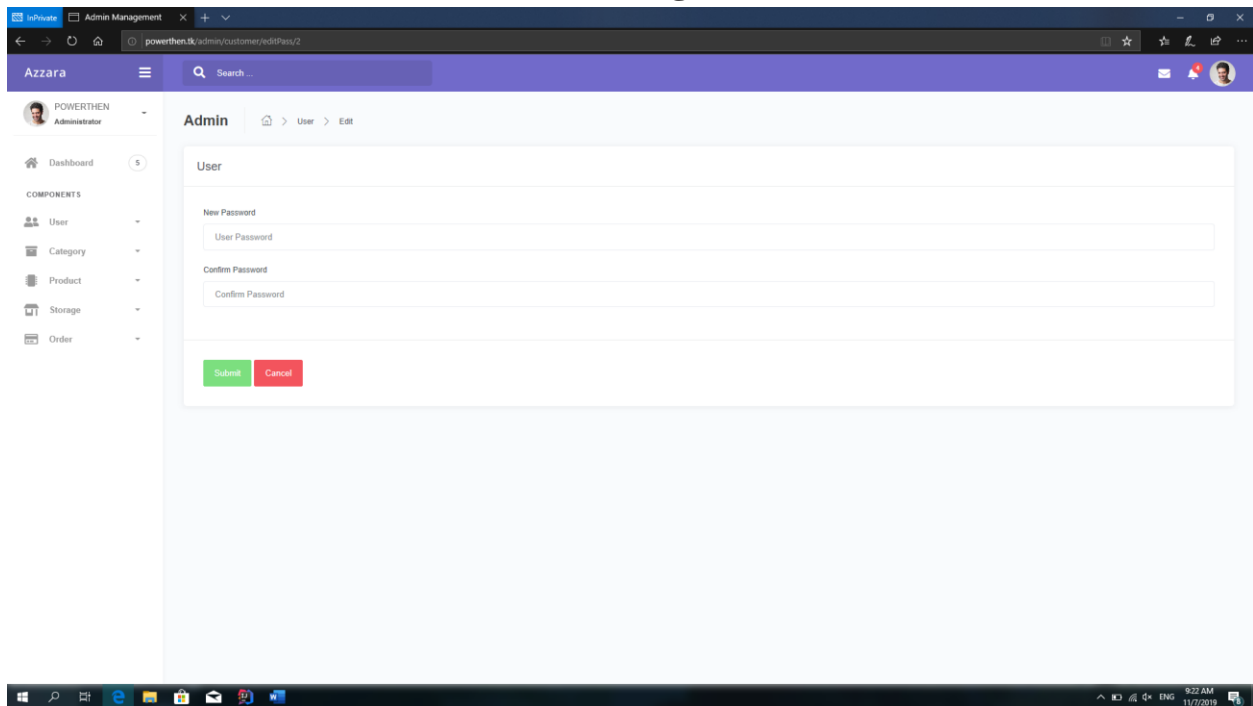 InPrivate Admin Management
powerthen.tk/admin/customer/editPass/2
Azzara
Search ...
4
POWERTHEN
Administrator
Admin > User > Edit
Dashboard 5
User
COMPONENTS
User
Category
Product
Storage
Order
New Password
User Password
Confirm Password
Confirm Password
Submit Cancel
ENG 9:22 AM
11/7/2019